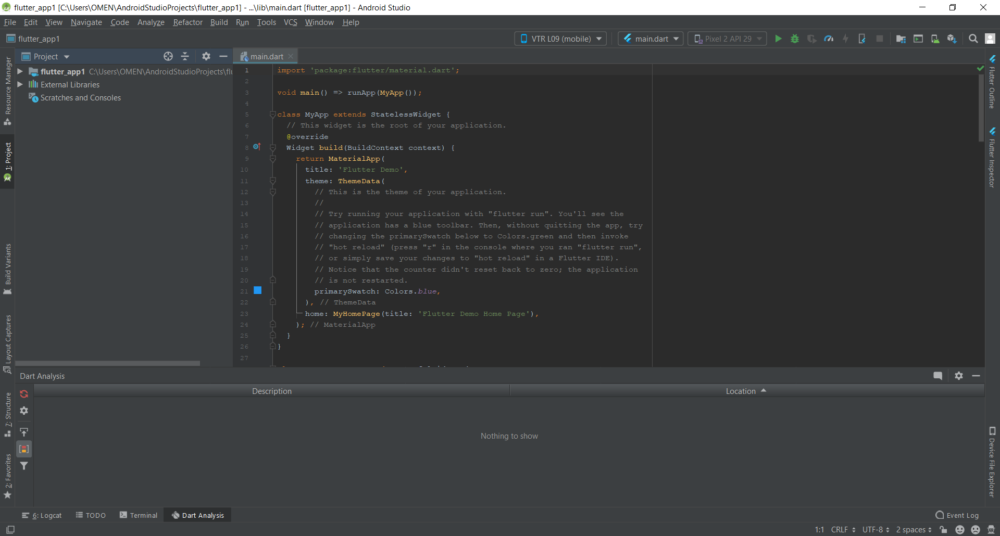 flutter_app1 [C:\Users\OMEN\AndroidStudioProjects\flutter_app1] - ...\lib\main.dart [flutter_app1] - Android Studio
File Edit View Navigate Code Analyze Refactor Build Run Tools VCS Window Help
flutter_app1
VTR L09 (mobile)
main.dart
Pixel 2 API 29
Project
main.dart
flutter_app1 C:\Users\OMEN\AndroidStudioProjects\flu
External Libraries
Scratches and Consoles
Resource Manager
1: Project
Build Variants
Layout Captures
7: Structure
2: Favorites
1 import 'package:flutter/material.dart';
2
3 void main() => runApp(MyApp());
4
5 class MyApp extends StatelessWidget {
6 // This widget is the root of your application.
7 @override
8 Widget build(BuildContext context) {
9 return MaterialApp(
10 title: 'Flutter Demo',
11 theme: ThemeData(
12 // This is the theme of your application.
13 //
14 // Try running your application with "flutter run". You'll see the
15 // application has a blue toolbar. Then, without quitting the app, try
16 // changing the primarySwatch below to Colors.green and then invoke
17 // "hot reload" (press "r" in the console where you ran "flutter run",
18 // or simply save your changes to "hot reload" in a Flutter IDE).
19 // Notice that the counter didn't reset back to zero; the application
20 // is not restarted.
21 primarySwatch: Colors.blue,
22 ), // ThemeData
23 home: MyHomePage(title: 'Flutter Demo Home Page'),
24 ); // MaterialApp
25 }
26 }
27
Flutter Outline
Flutter Inspector
Device File Explorer
Dart Analysis
Description Location
Nothing to show
6: Logcat TODO Terminal Dart Analysis Event Log
1:1 CRLF UTF-8 2 spaces